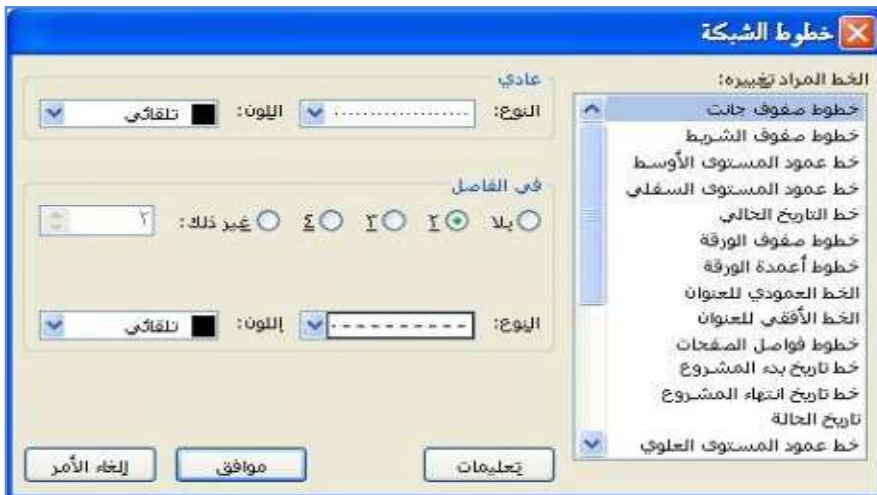 خطوط الشبكة
الخط المراد تغييره:
خطوط صفوف جانت
خطوط صفوف الشريط
خط عمود المستوى الأوسط
خط عمود المستوى السفلي
خط التاريخ الحالي
خطوط صفوف الورقة
خطوط أعمدة الورقة
الخط العمودي للعنوان
الخط الأفقي للعنوان
خطوط فواصل الصفحات
خط تاريخ بدء المشروع
خط تاريخ انتهاء المشروع
تاريخ الحالة
خط عمود المستوى العلوي
عادي
النوع: اللون: تلقائي
في الفاصل
بلا ٢ ٣ ٤ غير ذلك: ٢
النوع: اللون: تلقائي
تعليمات موافق إلغاء الأمر